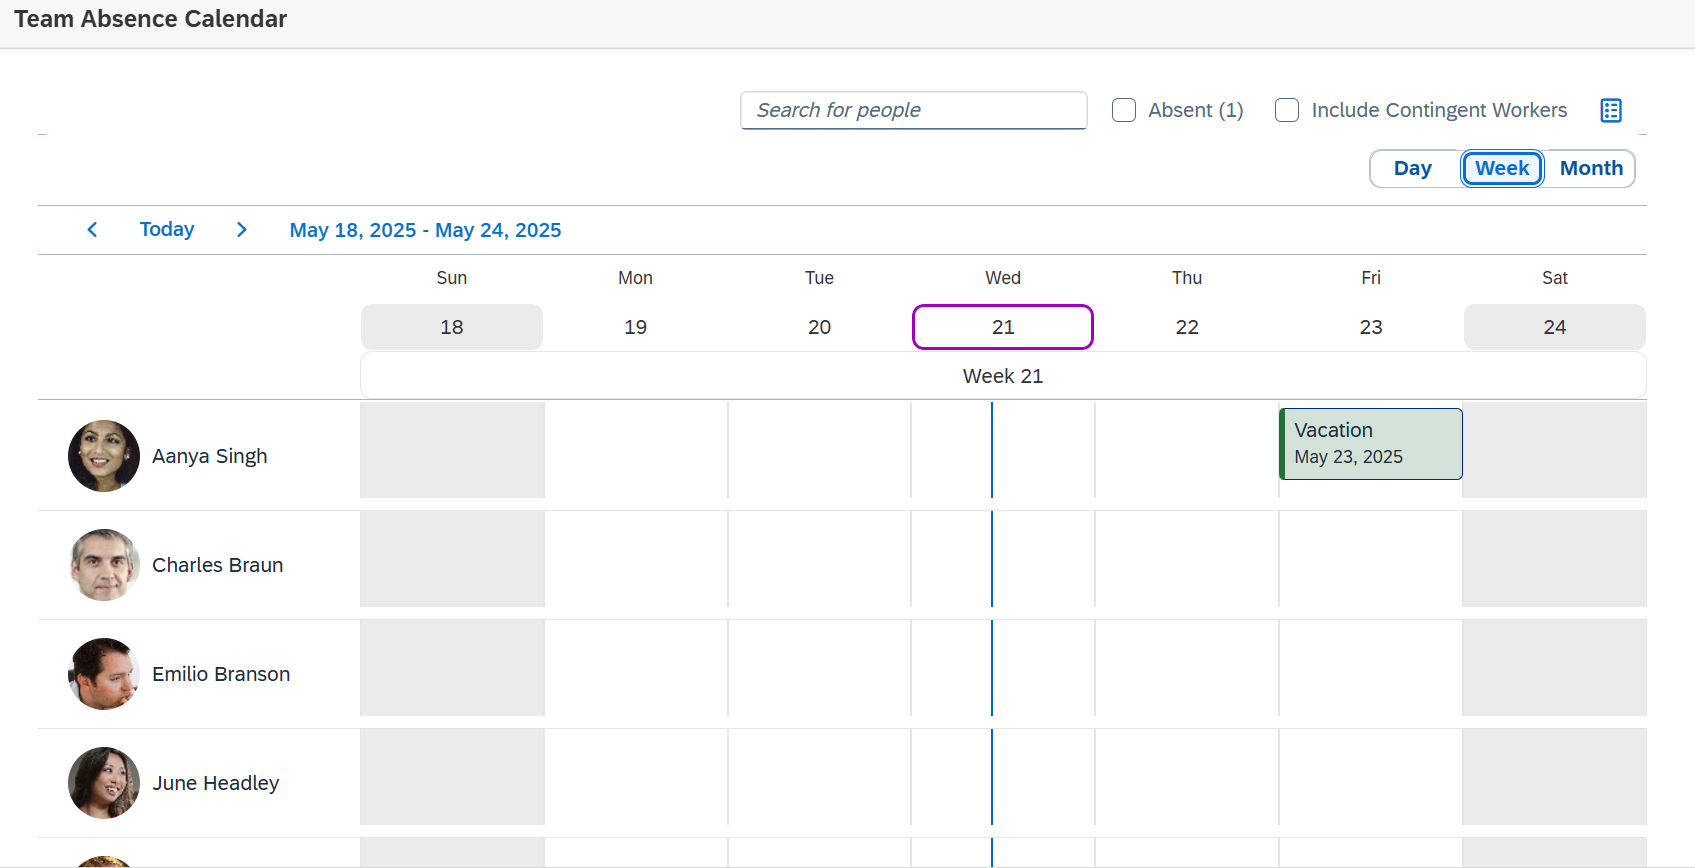 Team Absence Calendar
Search for people
Absent (1)
Include Contingent Workers
Day
Week
Month
Today
May 18, 2025 - May 24, 2025
Sun
Mon
Tue
Wed
Thu
Fri
Sat
18
19
20
21
22
23
24
Week 21
Aanya Singh
Vacation
May 23, 2025
Charles Braun
Emilio Branson
June Headley